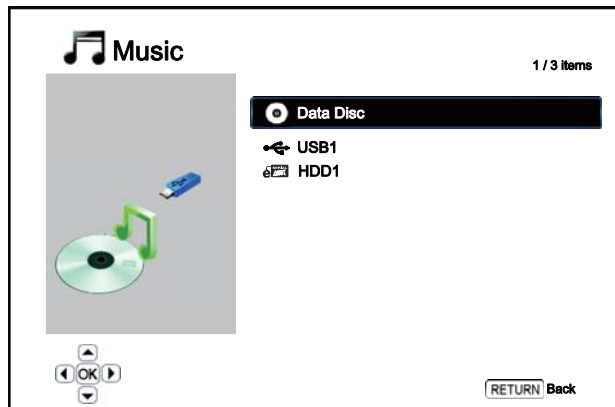 Music
1 / 3 items
Data Disc
USB1
HDD1
OK
RETURN Back